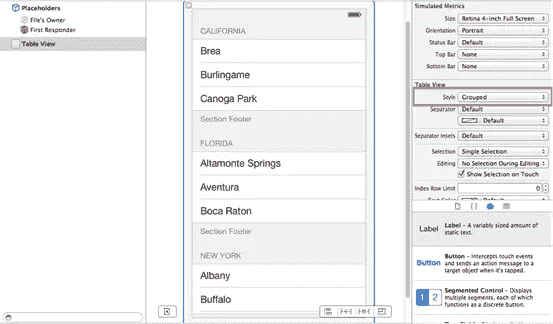 Placeholders
File's Owner
First Responder
Table View
CALIFORNIA
Brea
Burlingame
Canoga Park
Section Footer
FLORIDA
Altamonte Springs
Aventura
Boca Raton
Section Footer
NEW YORK
Albany
Buffalo
Simulated Metrics
Size Retina 4-inch Full Screen
Orientation Portrait
Status Bar Default
Top Bar None
Bottom Bar None
Table View
Style Grouped
Separator Default
Default
Separator Insets Default
Selection Single Selection
Editing No Selection During Editing
Show Selection on Touch
Index Row Limit 0
Label Label - A variably sized amount of
static text.
Button Button - Intercepts touch events and
sends an action message to a
target object when it's tapped.
1 2 Segmented Control - Displays
multiple segments, each of which
functions as a discrete button.